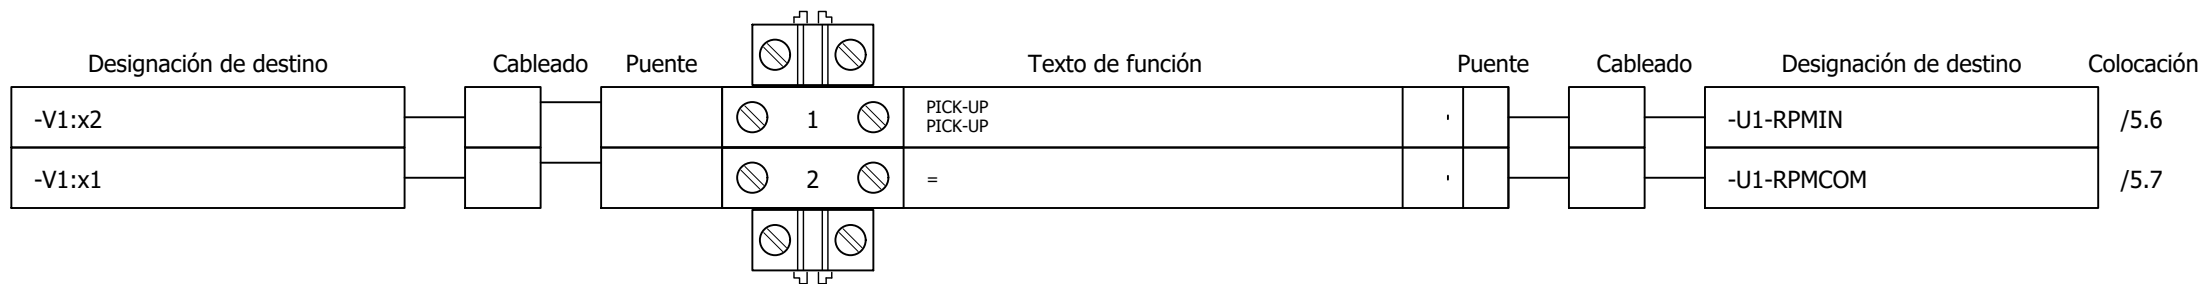 Designación de destino Cableado Puente Texto de función Puente Cableado Designación de destino Colocación
-V1:x2 1 PICK-UP ' -U1-RPMIN /5.6
PICK-UP
-V1:x1 2 = ' -U1-RPMCOM /5.7